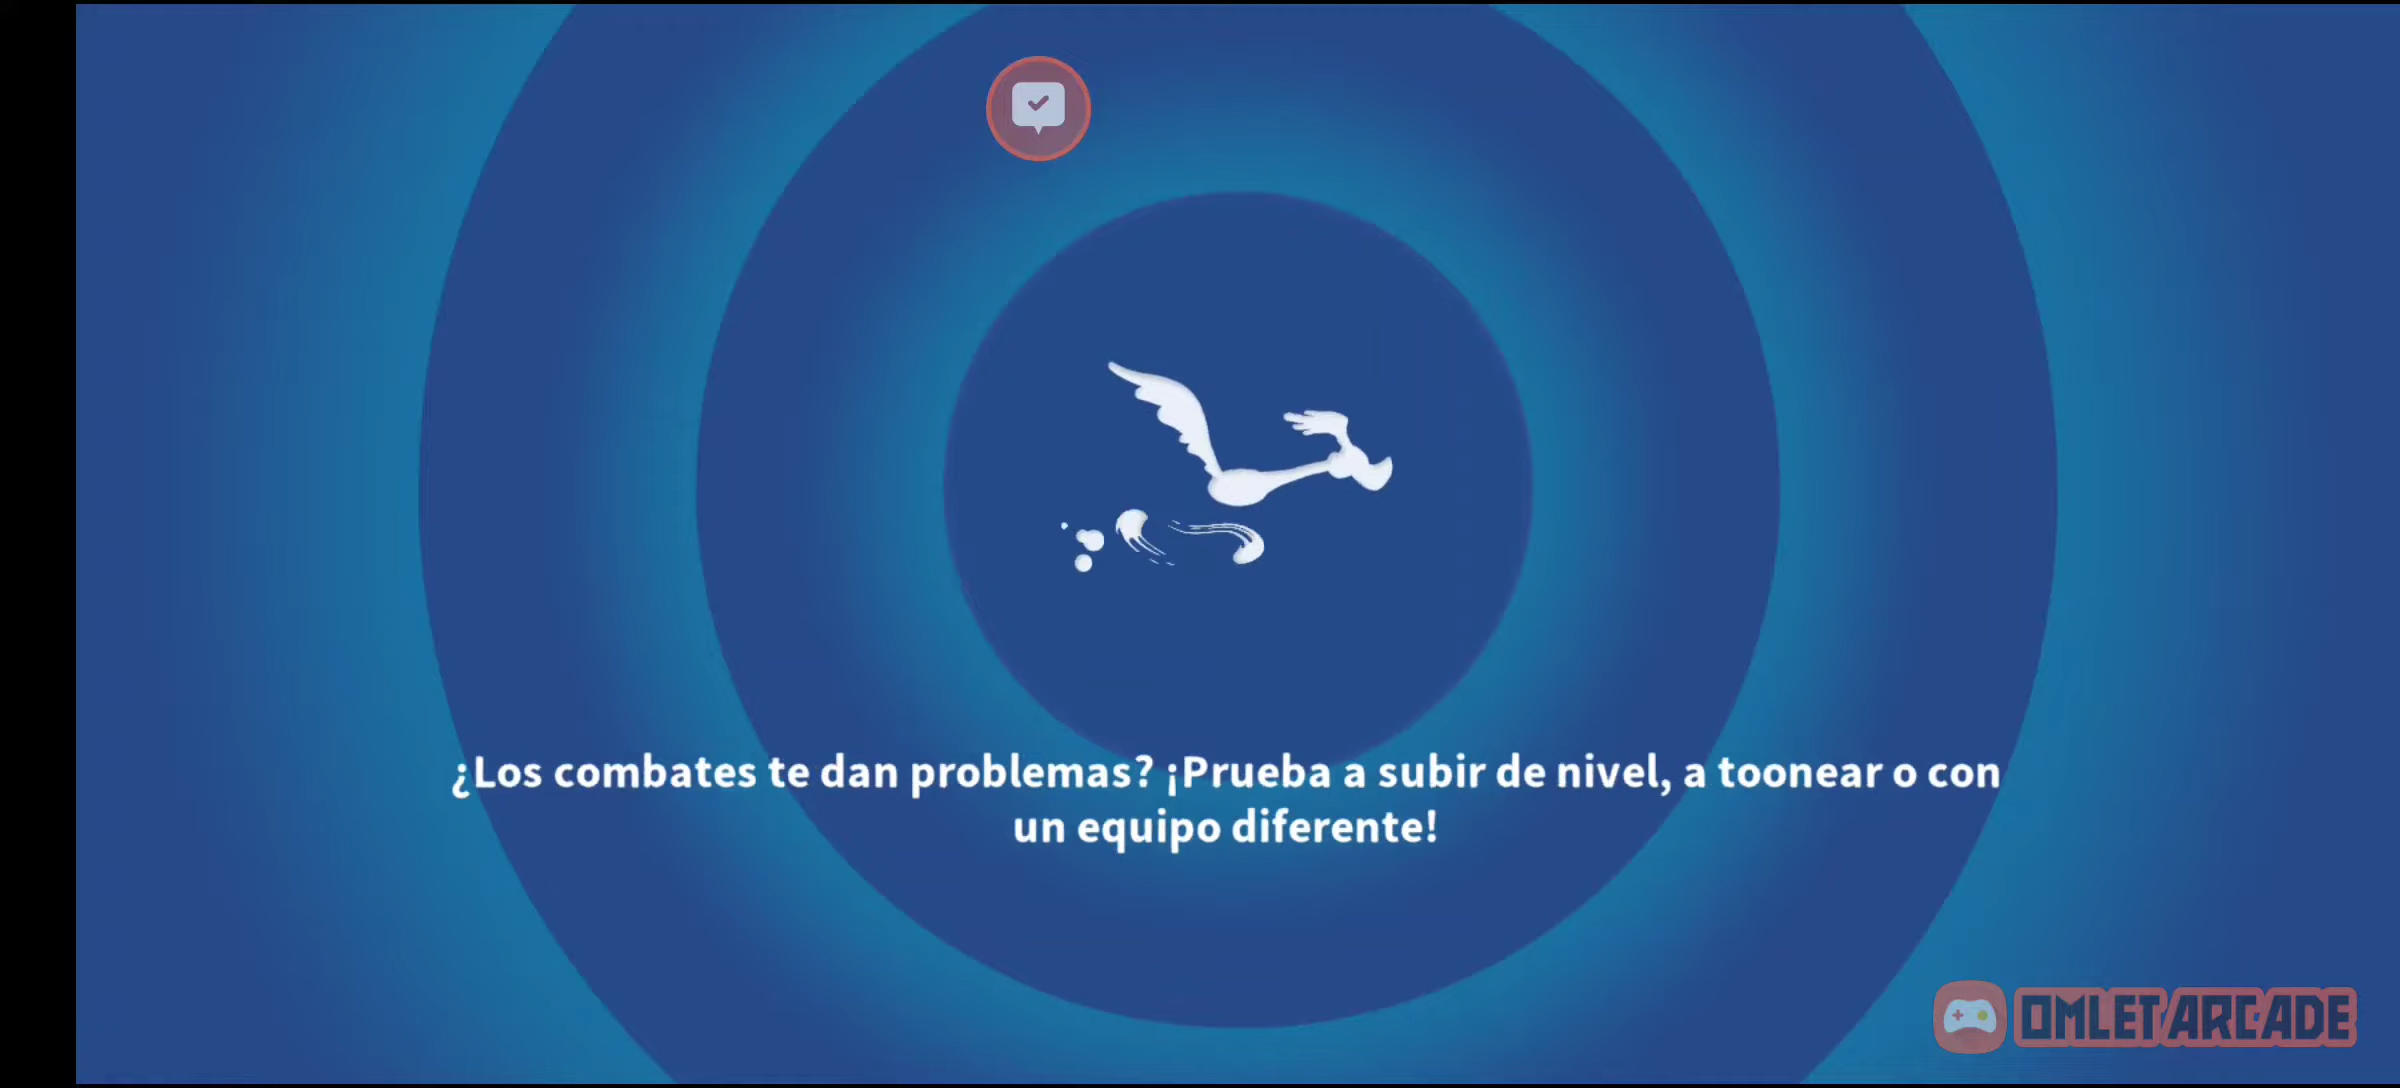 ¿Los combates te dan problemas? ¡Prueba a subir de nivel, a toonear o con
un equipo diferente!
OMLET ARCADE